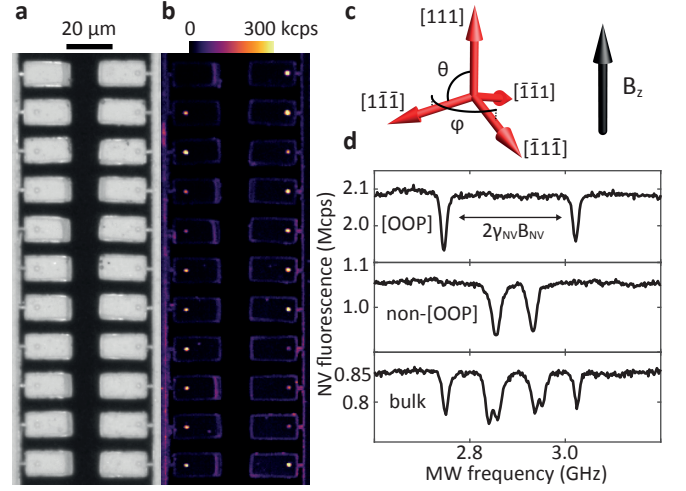 a
20 μm
b
0
300 kcps
c
[111]
θ
[1̄1̄1]
[11̄1̄]
φ
[1̄11̄]
B_z
d
NV fluorescence (Mcps)
2.1
2.0
[OOP]
2γ_NV B_NV
1.1
1.0
non-[OOP]
0.85
0.8
bulk
2.8
3.0
MW frequency (GHz)